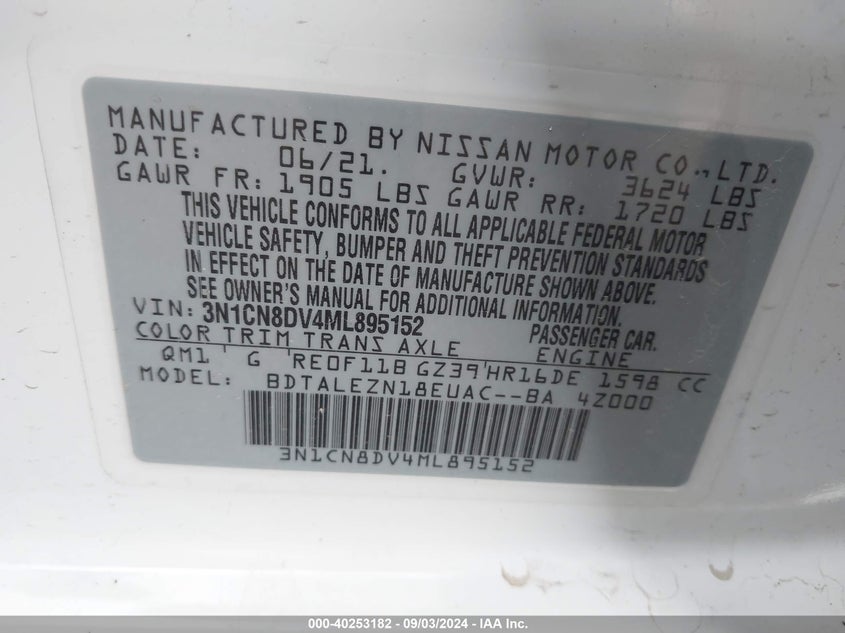 MANUFACTURED BY NISSAN MOTOR CO., LTD.
DATE: 06/21. GVWR: 3624 LBS
GAWR FR: 1905 LBS GAWR RR: 1720 LBS
THIS VEHICLE CONFORMS TO ALL APPLICABLE FEDERAL MOTOR
VEHICLE SAFETY, BUMPER AND THEFT PREVENTION STANDARDS
IN EFFECT ON THE DATE OF MANUFACTURE SHOWN ABOVE.
SEE OWNER'S MANUAL FOR ADDITIONAL INFORMATION.
VIN: 3N1CN8DV4ML895152 PASSENGER CAR.
COLOR TRIM TRANS AXLE ENGINE
QM1 G RE0F11B GZ39 HR16DE 1598 CC
MODEL: BDTALEZN18EUAC--BA 4Z000
3N1CN8DV4ML895152
000-40253182 - 09/03/2024 - IAA Inc.